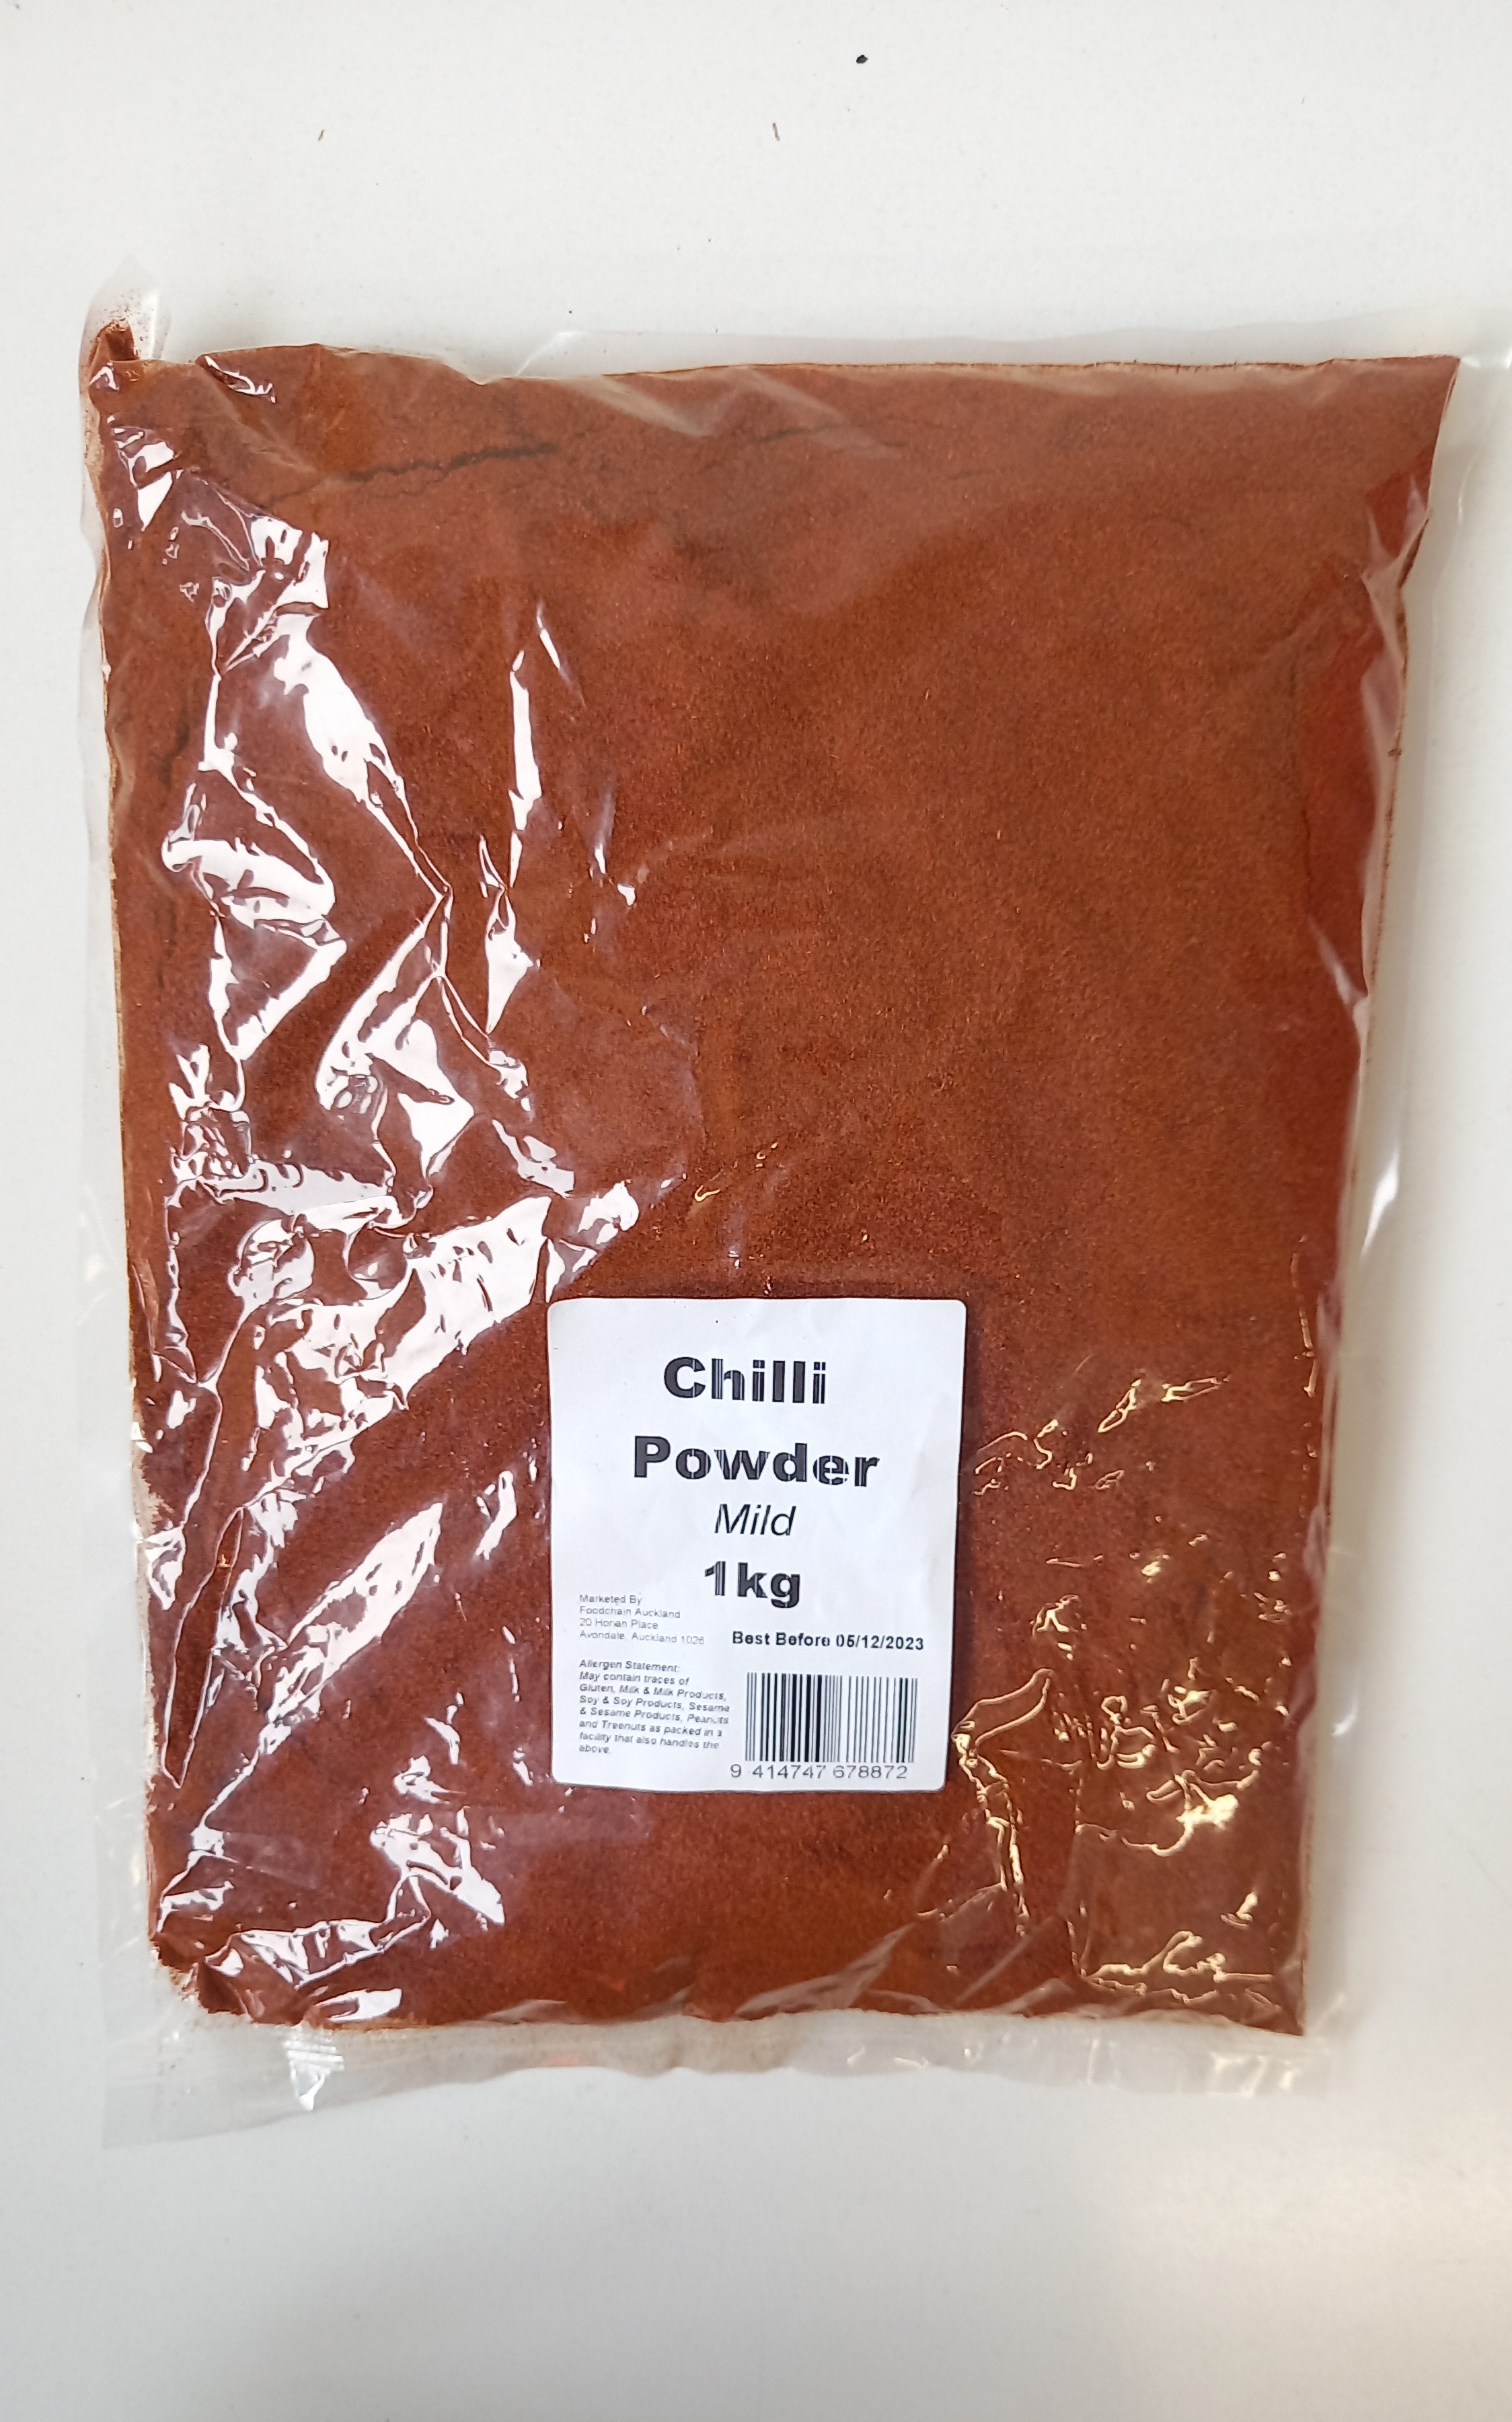 Chilli
Powder
Mild
1kg
Marketed By
Foodchain Auckland
20 Honan Place
Avondale, Auckland 1026
Best Before 05/12/2023
Allergen Statement:
May contain traces of
Gluten, Milk & Milk Products,
Soy & Soy Products, Sesame
& Sesame Products, Peanuts
and Treenuts as packed in a
facility that also handles the
above.
9 414747 678872